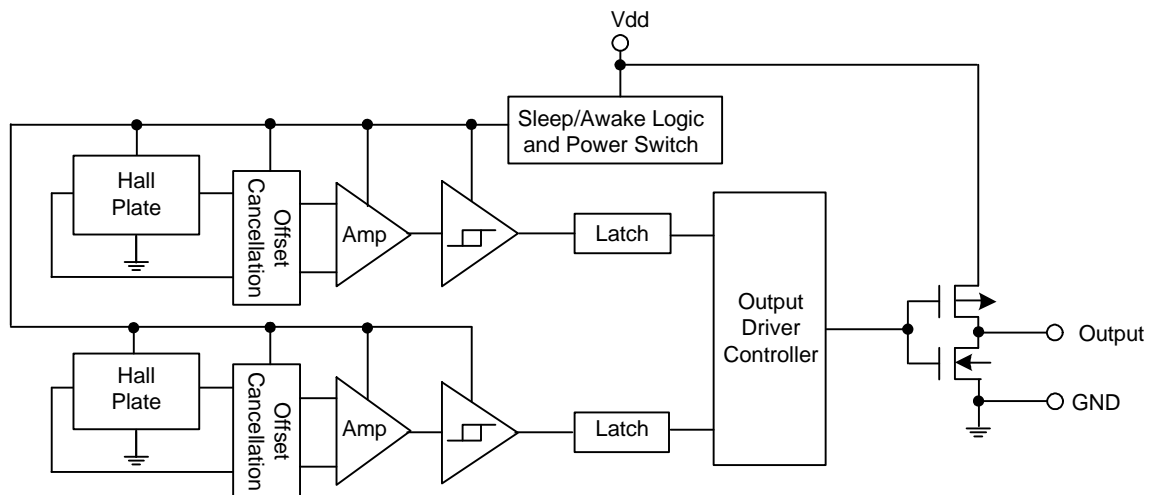 Vdd
Sleep/Awake Logic
and Power Switch
Hall
Plate
Offset
Cancellation
Amp
Latch
Output
Driver
Controller
Output
GND
Hall
Plate
Offset
Cancellation
Amp
Latch